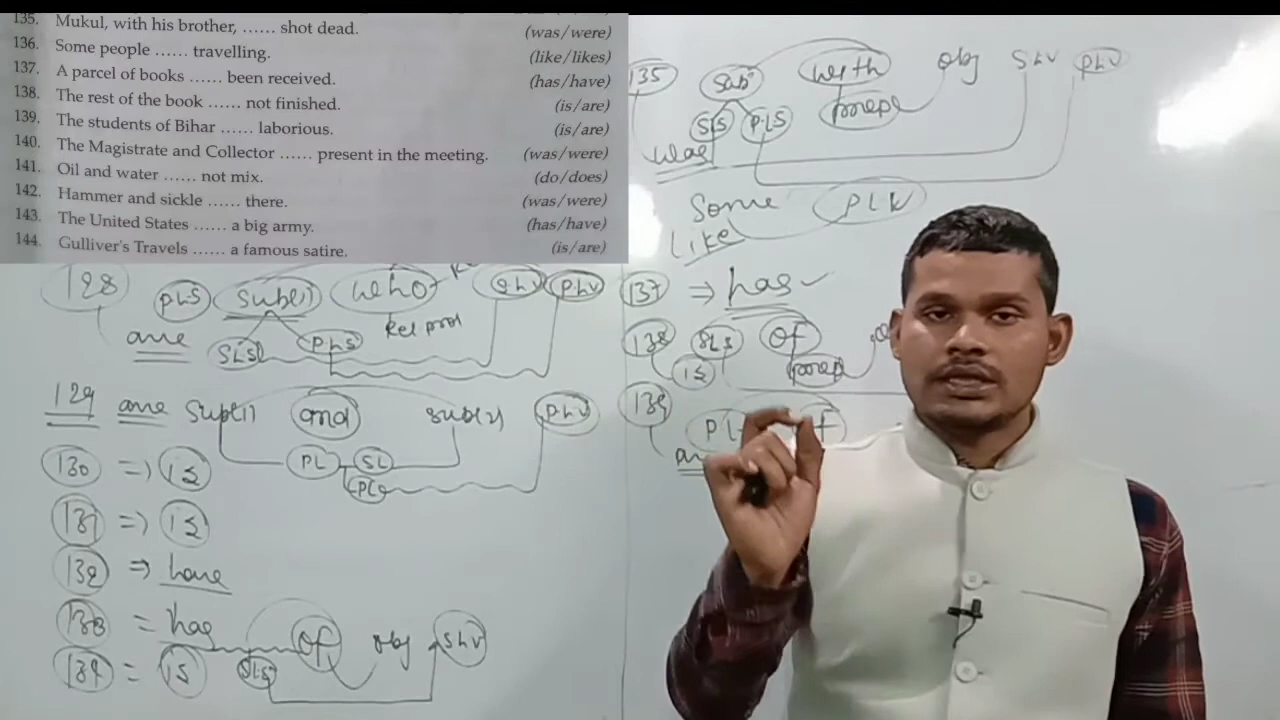 135. Mukul, with his brother, ...... shot dead. (was/were)
136. Some people ...... travelling. (like/likes)
137. A parcel of books ...... been received. (has/have)
138. The rest of the book ...... not finished. (is/are)
139. The students of Bihar ...... laborious. (is/are)
140. The Magistrate and Collector ...... present in the meeting. (was/were)
141. Oil and water ...... not mix. (do/does)
142. Hammer and sickle ...... there. (was/were)
143. The United States ...... a big army. (has/have)
144. Gulliver's Travels ...... a famous satire. (is/are)
135 Sub with obj SLV PLV
SLS PLS prep
was
Some PLV
like
137 => has
138 SLS of
is prep
139 PL
128 PLS sub(1) who PLV
are SLS PLS Rel pron
129 are sub(1) and sub(2) PLV
PL SL
PL
130 => is
131 => is
132 => have
133 = has of obj SLV
134 = is SLS